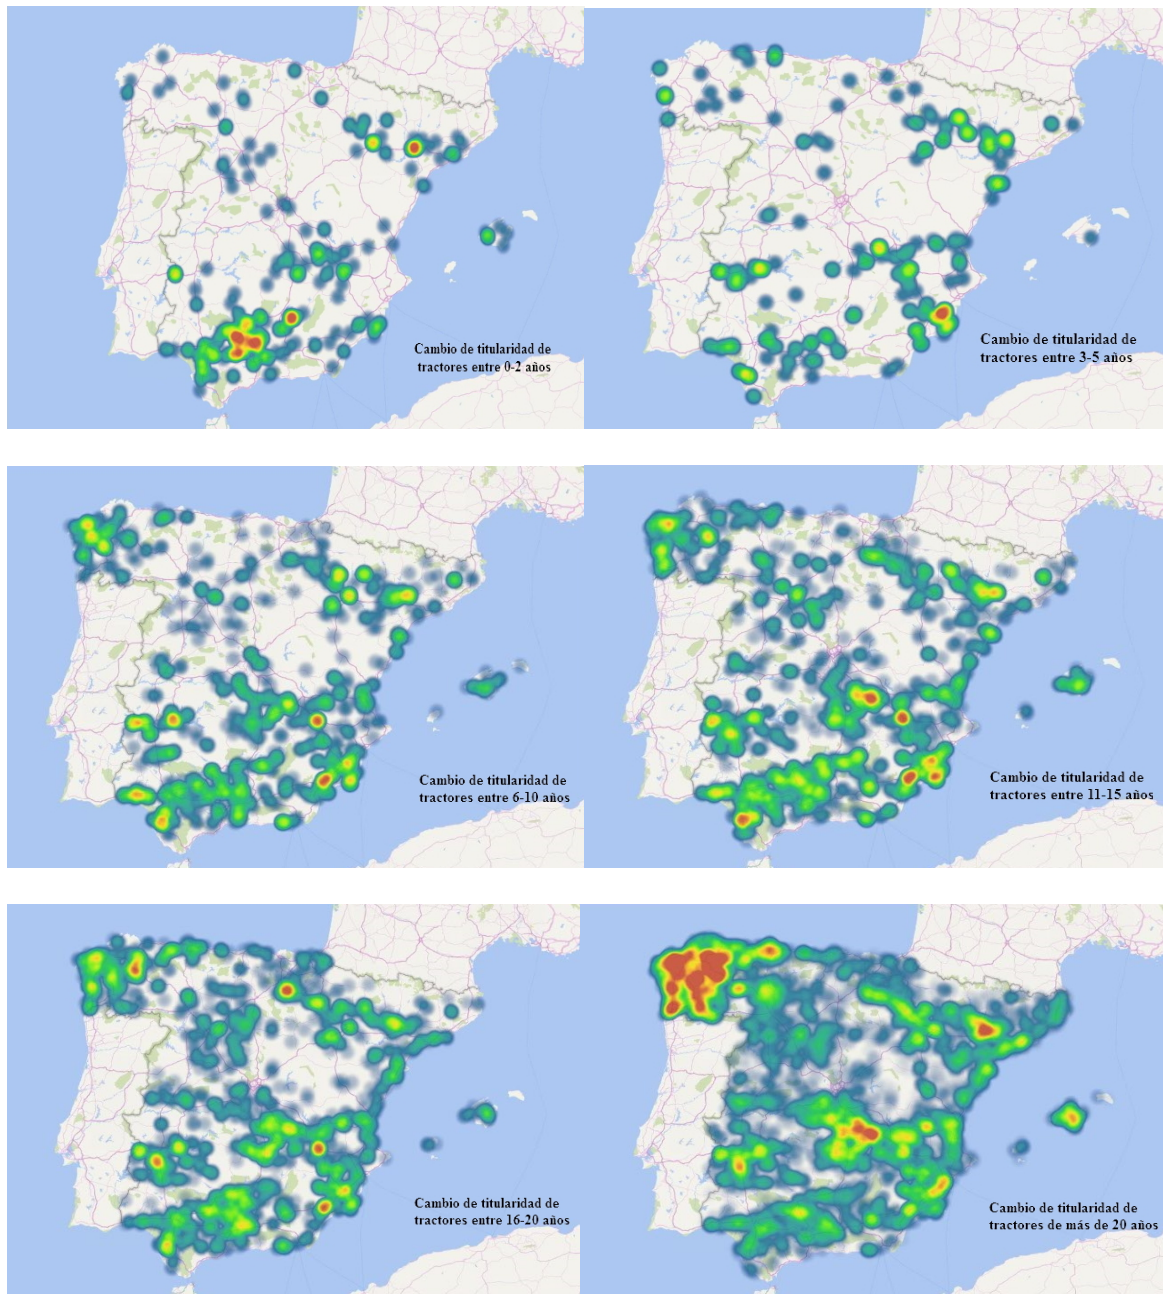 Cambio de titularidad de
tractores entre 0-2 años
Cambio de titularidad de
tractores entre 3-5 años
Cambio de titularidad de
tractores entre 6-10 años
Cambio de titularidad de
tractores entre 11-15 años
Cambio de titularidad de
tractores entre 16-20 años
Cambio de titularidad de
tractores de más de 20 años